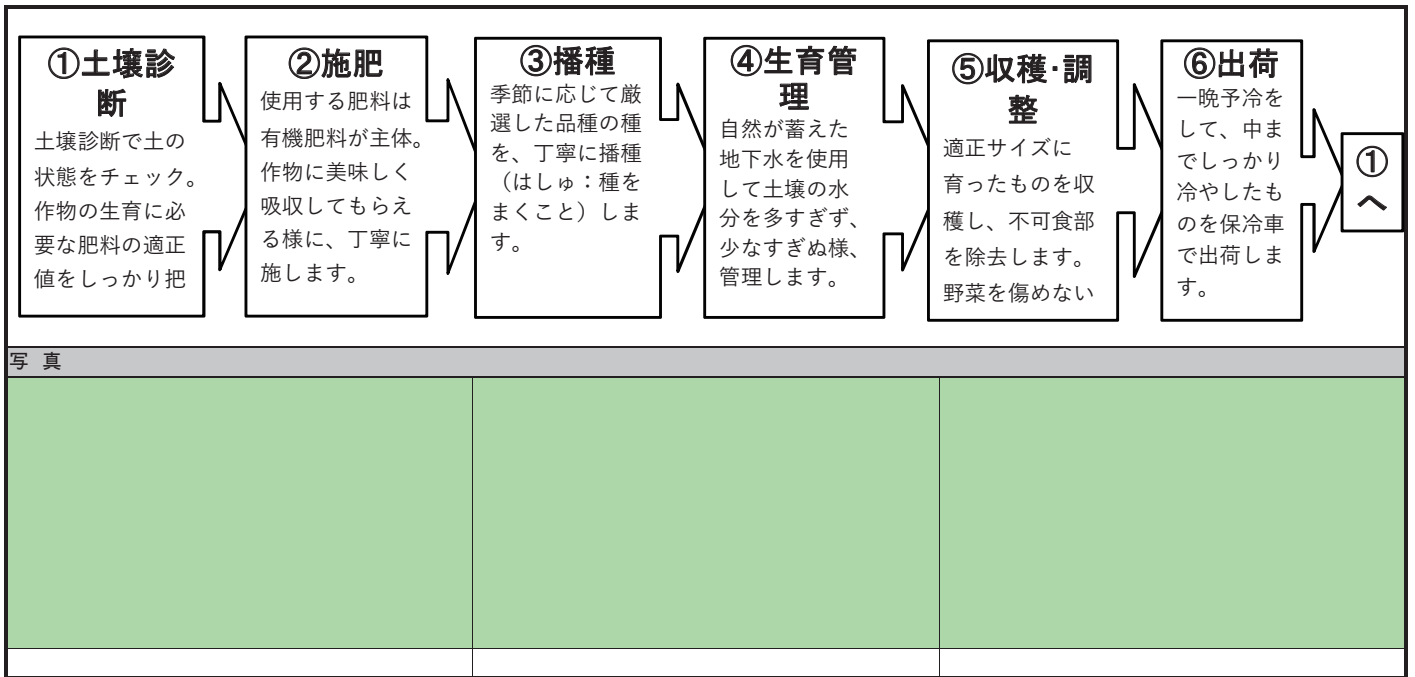 ①土壌診
断
土壌診断で土の
状態をチェック。
作物の生育に必
要な肥料の適正
値をしっかり把
②施肥
使用する肥料は
有機肥料が主体。
作物に美味しく
吸収してもらえ
る様に、丁寧に
施します。
③播種
季節に応じて厳
選した品種の種
を、丁寧に播種
（はしゅ：種を
まくこと）しま
す。
④生育管
理
自然が蓄えた
地下水を使用
して土壌の水
分を多すぎず、
少なすぎぬ様、
管理します。
⑤収穫･調
整
適正サイズに
育ったものを収
穫し、不可食部
を除去します。
野菜を傷めない
⑥出荷
一晩予冷を
して、中ま
でしっかり
冷やしたも
のを保冷車
で出荷しま
す。
①
へ
写 真